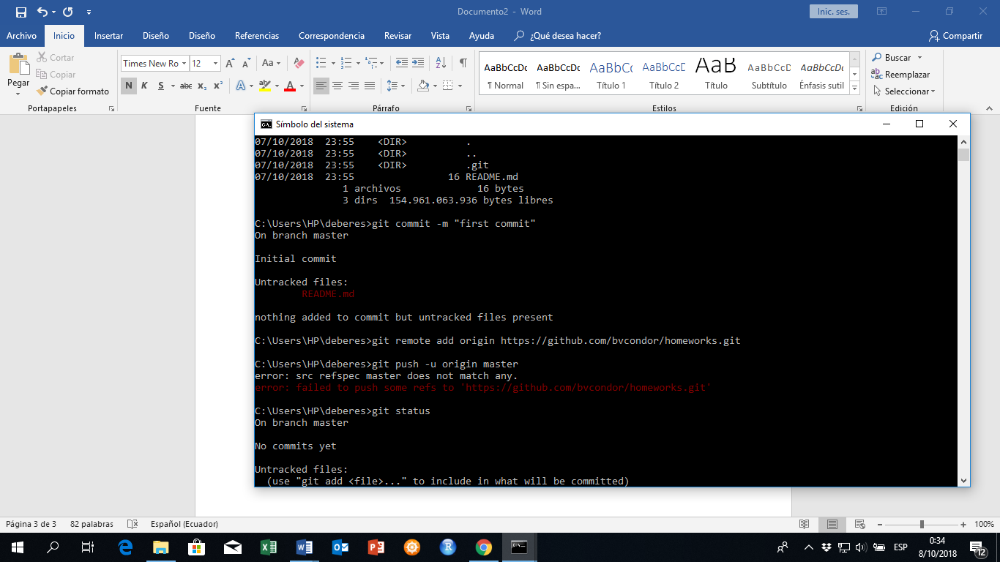 Documento2 - Word
Inic. ses.
Archivo Inicio Insertar Diseño Diseño Referencias Correspondencia Revisar Vista Ayuda ¿Qué desea hacer? Compartir
Pegar
Cortar
Copiar
Copiar formato
Portapapeles
Times New Ro 12
Aa
N K S abc x₂ x² A ab A
Fuente
Párrafo
AaBbCcDc AaBbCcDc AaBbCc AaBbCcD AaB AaBbCcD AaBbCcDc
¶ Normal ¶ Sin espa... Título 1 Título 2 Título Subtítulo Énfasis sutil
Estilos
Buscar
Reemplazar
Seleccionar
Edición
Símbolo del sistema
07/10/2018  23:55    <DIR>          .
07/10/2018  23:55    <DIR>          ..
07/10/2018  23:55    <DIR>          .git
07/10/2018  23:55                16 README.md
1 archivos             16 bytes
3 dirs  154.961.063.936 bytes libres
C:\Users\HP\deberes>git commit -m "first commit"
On branch master
Initial commit
Untracked files:
README.md
nothing added to commit but untracked files present
C:\Users\HP\deberes>git remote add origin https://github.com/bvcondor/homeworks.git
C:\Users\HP\deberes>git push -u origin master
error: src refspec master does not match any.
error: failed to push some refs to 'https://github.com/bvcondor/homeworks.git'
C:\Users\HP\deberes>git status
On branch master
No commits yet
Untracked files:
(use "git add <file>..." to include in what will be committed)
Página 3 de 3 82 palabras Español (Ecuador) 100%
ESP
0:34
8/10/2018
12